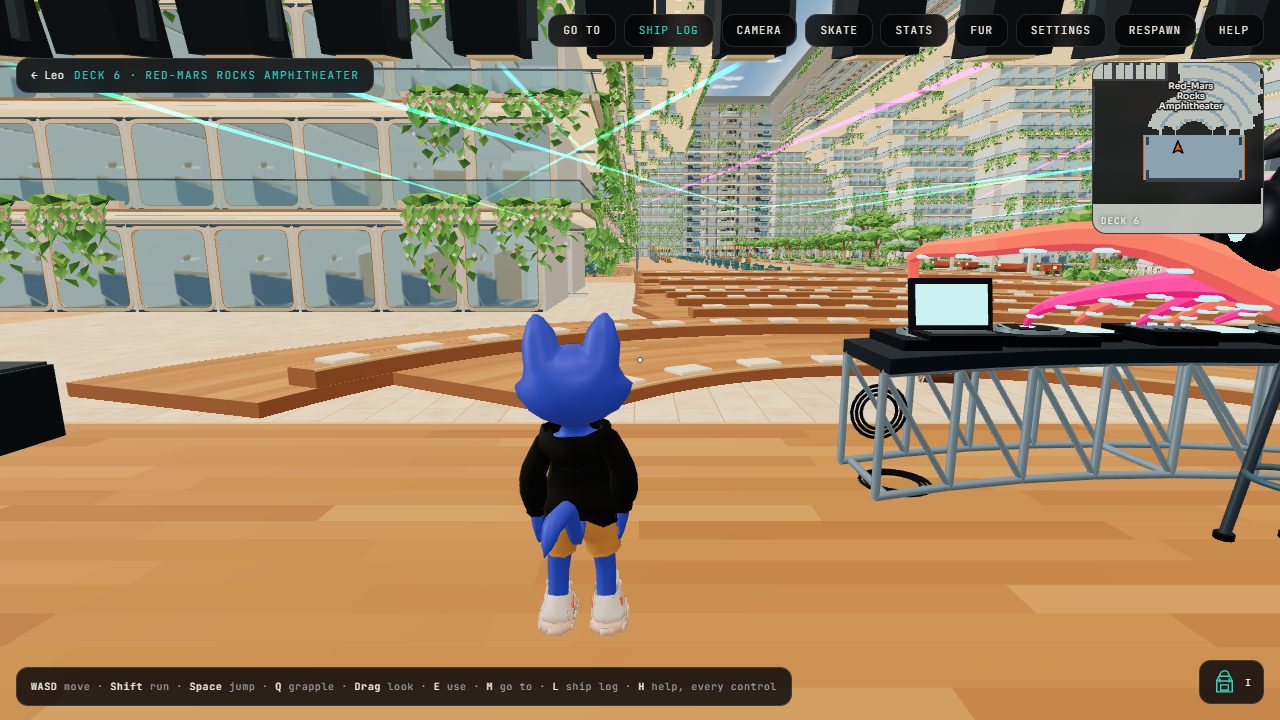 GO TO
SHIP LOG
CAMERA
SKATE
STATS
FUR
SETTINGS
RESPAWN
HELP
← Leo DECK 6 · RED-MARS ROCKS AMPHITHEATER
Red-Mars
Rocks
Amphitheater
DECK 6
WASD move · Shift run · Space jump · Q grapple · Drag look · E use · M go to · L ship log · H help, every control
I